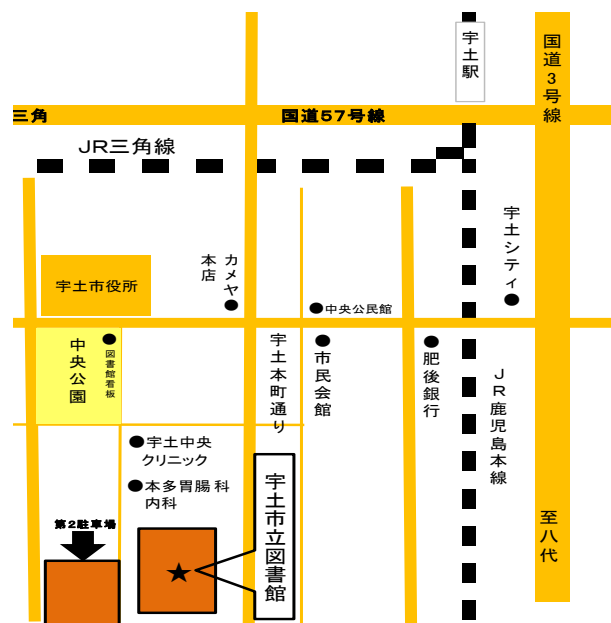 宇土駅
国道3号線
三角
国道57号線
JR三角線
宇土シティ
カメヤ
本店
宇土市役所
中央公民館
中央公園
図書館看板
宇土本町通り
市民会館
肥後銀行
JR鹿児島本線
宇土中央
クリニック
本多胃腸科
内科
宇土市立図書館
第2駐車場
至八代